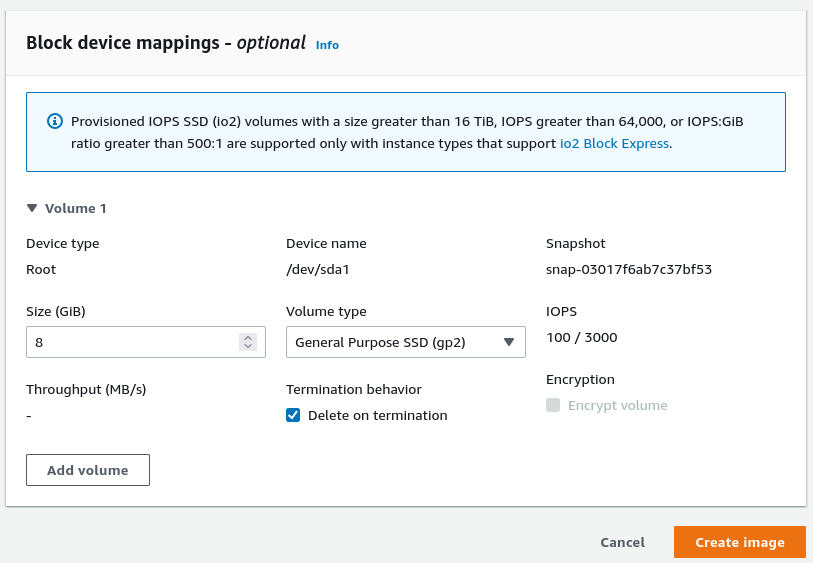 Block device mappings - optional Info
Provisioned IOPS SSD (io2) volumes with a size greater than 16 TiB, IOPS greater than 64,000, or IOPS:GiB
ratio greater than 500:1 are supported only with instance types that support io2 Block Express.
Volume 1
Device type
Root
Device name
/dev/sda1
Snapshot
snap-03017f6ab7c37bf53
Size (GiB)
8
Volume type
General Purpose SSD (gp2)
IOPS
100 / 3000
Throughput (MB/s)
-
Termination behavior
Delete on termination
Encryption
Encrypt volume
Add volume
Cancel
Create image